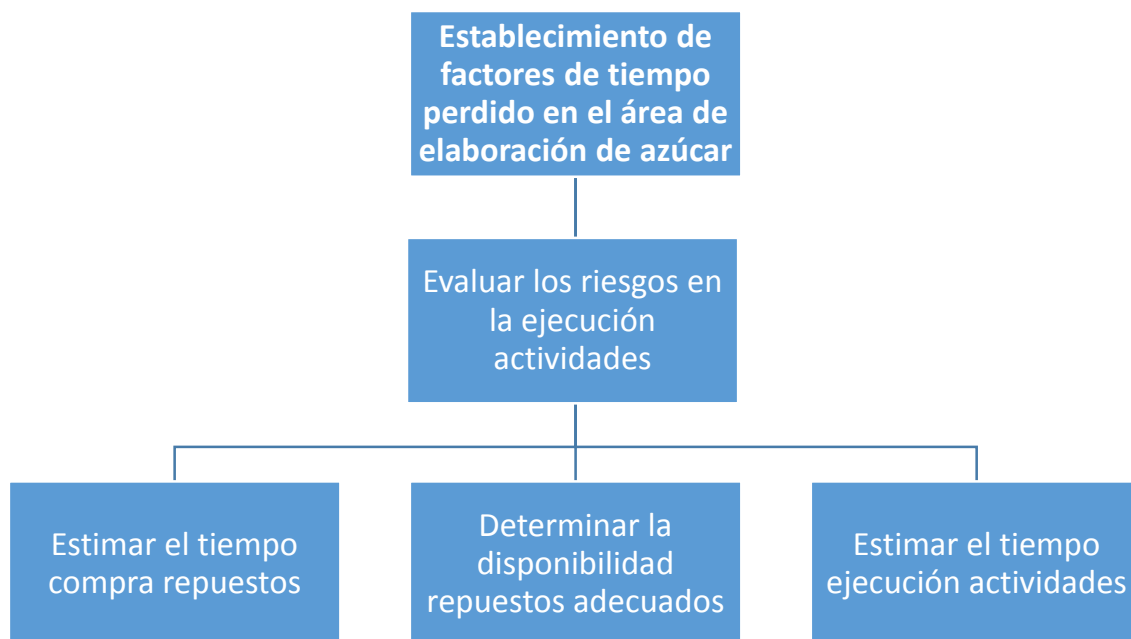 Establecimiento de
factores de tiempo
perdido en el área de
elaboración de azúcar
Evaluar los riesgos en
la ejecución
actividades
Estimar el tiempo
compra repuestos
Determinar la
disponibilidad
repuestos adecuados
Estimar el tiempo
ejecución actividades